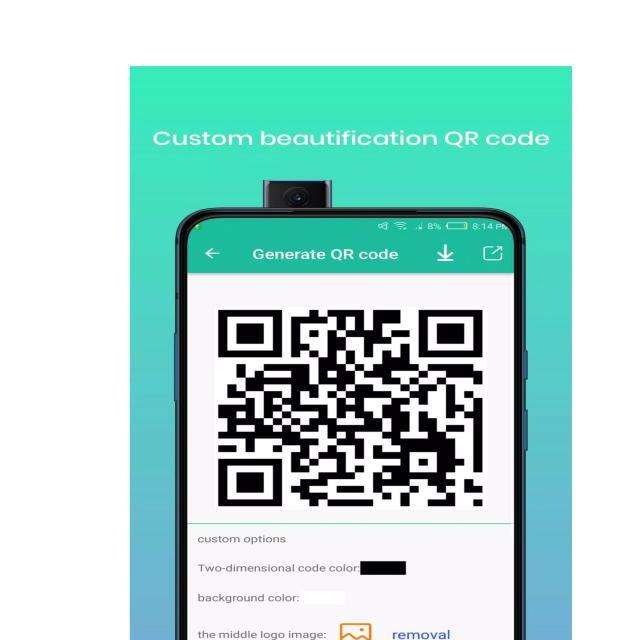 Custom beautification QR code
8% 8:14 PM
Generate QR code
custom options
Two-dimensional code color:
background color:
the middle logo image: removal